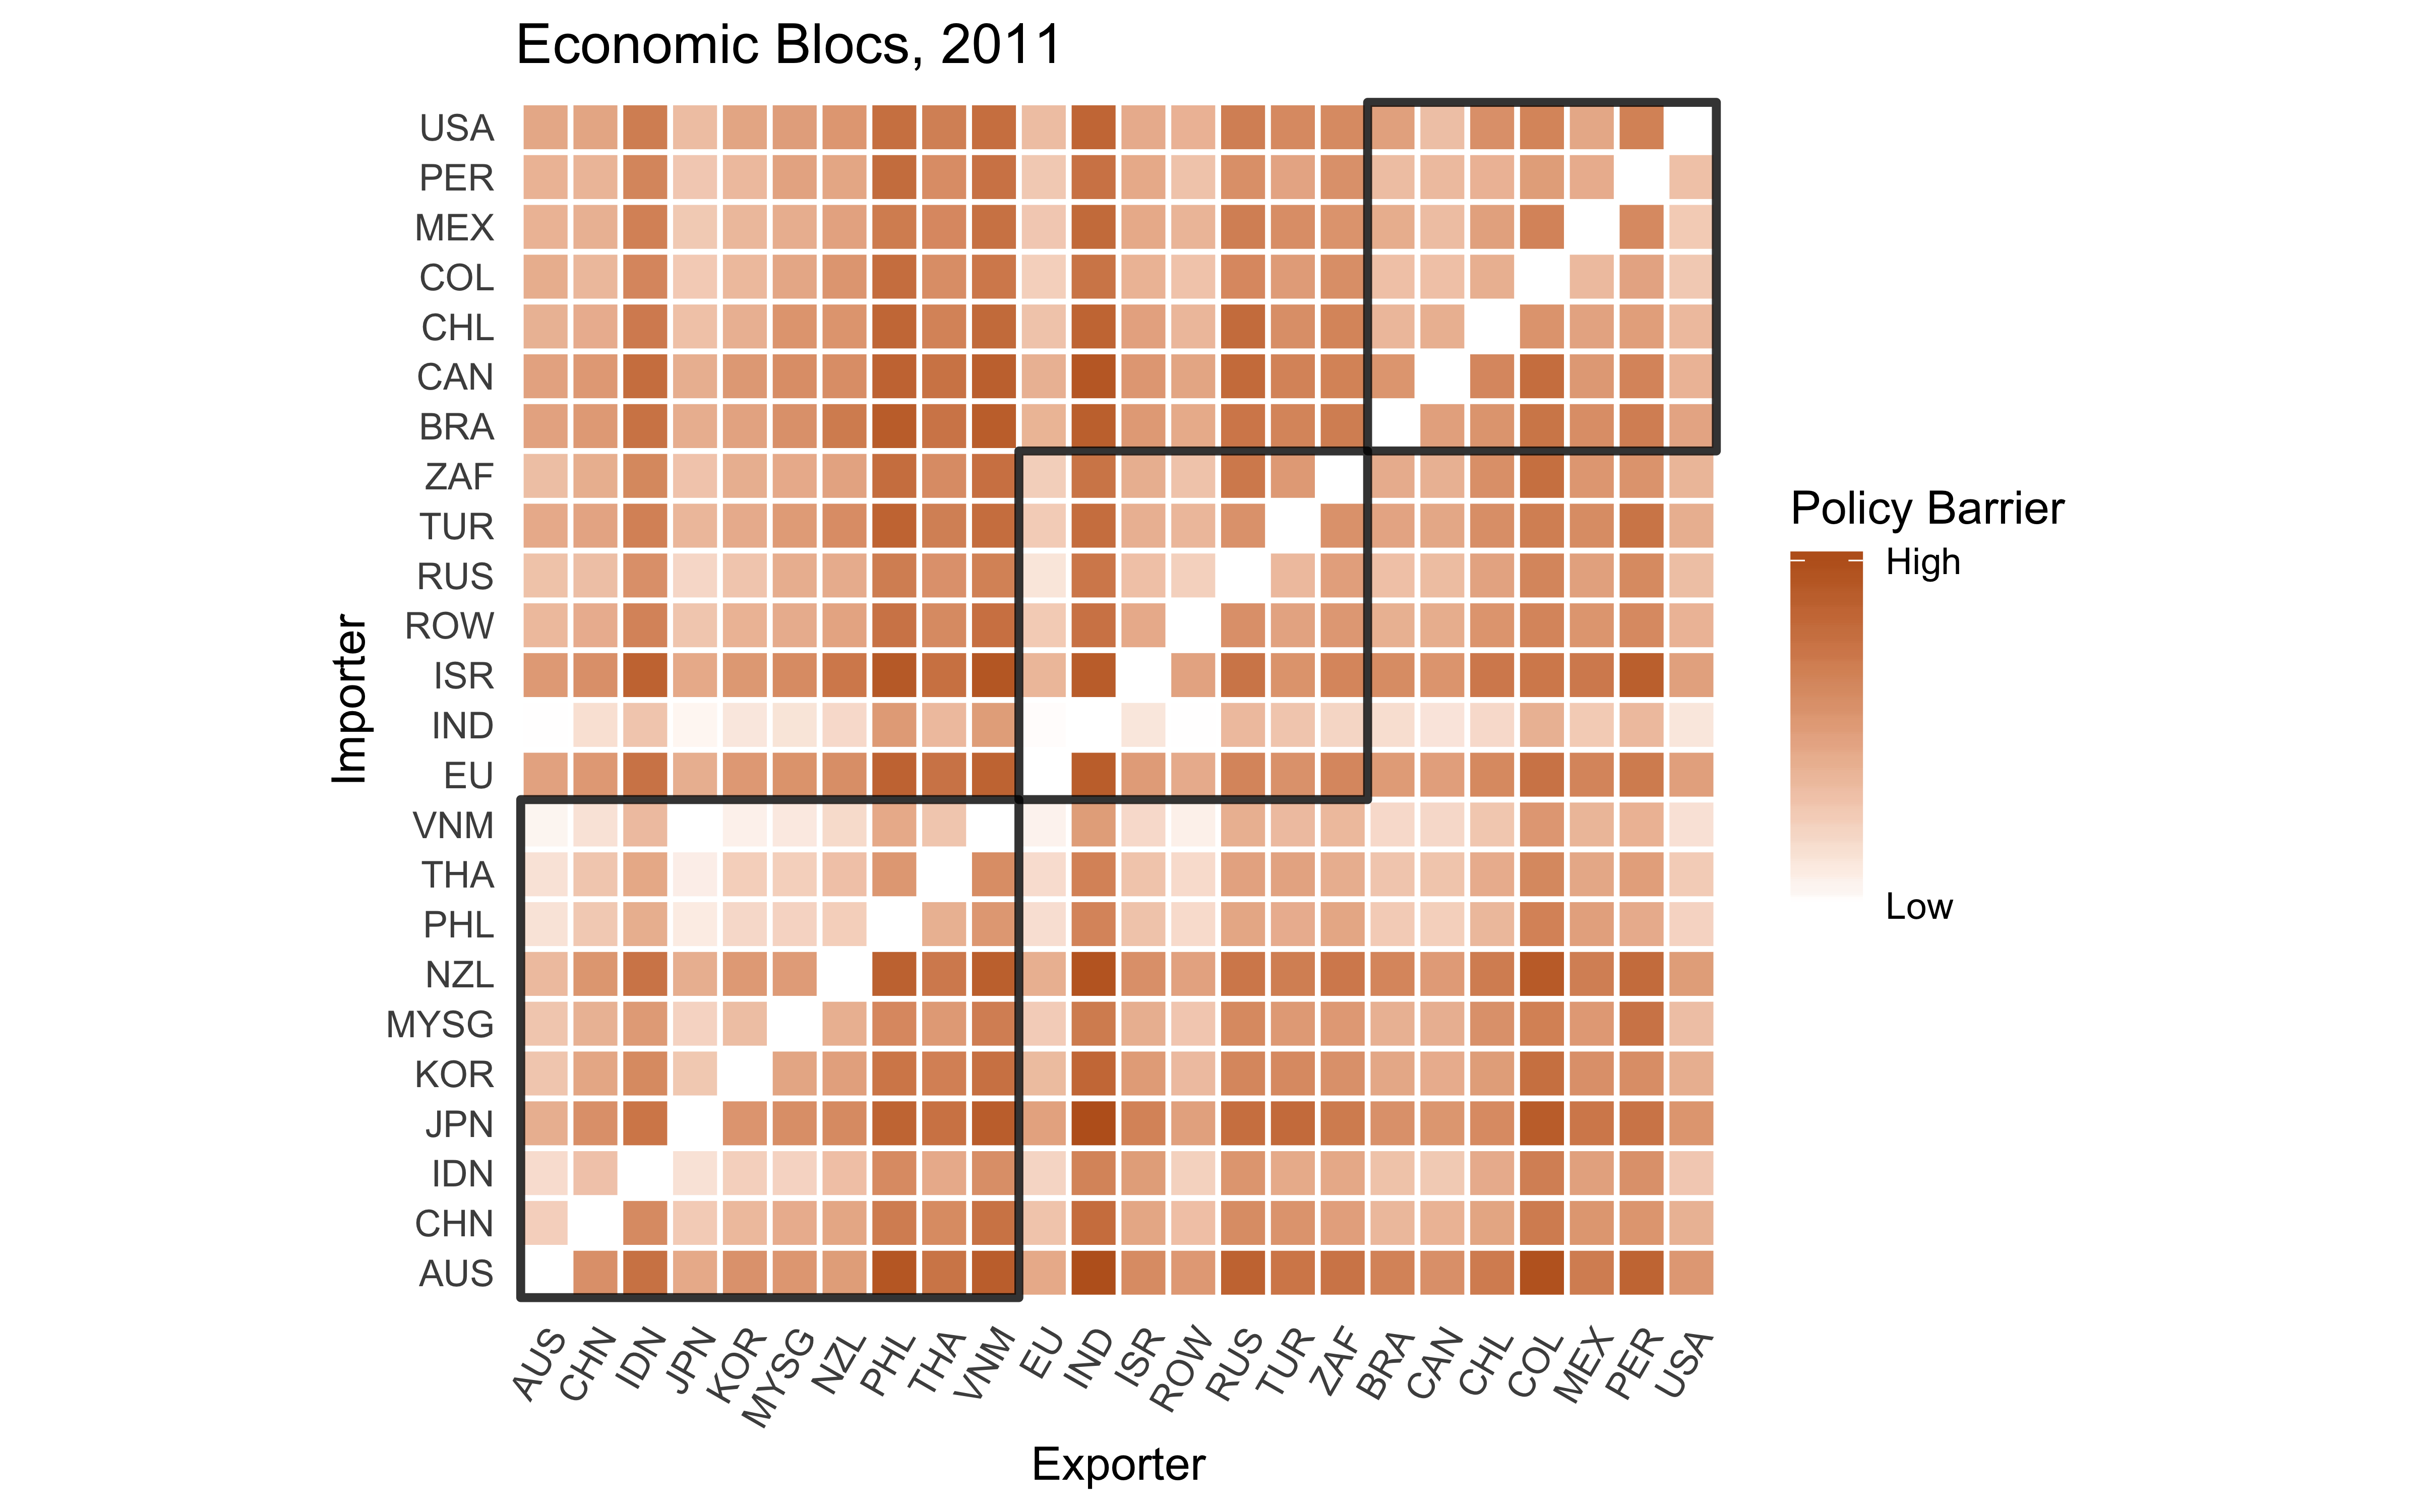 Economic Blocs, 2011
USA
PER
MEX
COL
CHL
CAN
BRA
ZAF
TUR
RUS
ROW
ISR
IND
EU
VNM
THA
PHL
NZL
MYSG
KOR
JPN
IDN
CHN
AUS
Importer
AUS CHN IDN JPN KOR MYSG NZL PHL THA VNM EU IND ISR ROW RUS TUR ZAF BRA CAN CHL COL MEX PER USA
Exporter
Policy Barrier
High
Low